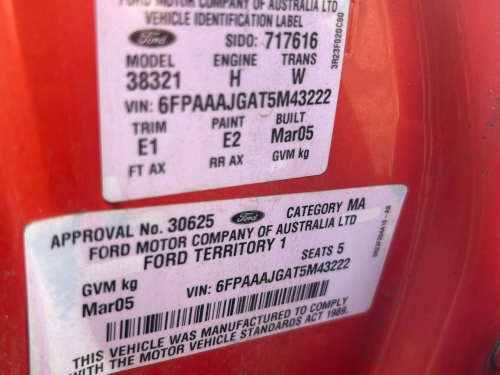 FORD MOTOR COMPANY OF AUSTRALIA LTD
VEHICLE IDENTIFICATION LABEL
Ford SIDO: 717616
MODEL ENGINE TRANS
38321 H W
VIN: 6FPAAAJGAT5M43222
TRIM PAINT BUILT
E1 E2 Mar05
FT AX RR AX GVM kg
APPROVAL No. 30625 Ford CATEGORY MA
FORD MOTOR COMPANY OF AUSTRALIA LTD
FORD TERRITORY 1
GVM kg SEATS 5
Mar05 VIN: 6FPAAAJGAT5M43222
THIS VEHICLE WAS MANUFACTURED TO COMPLY
WITH THE MOTOR VEHICLE STANDARDS ACT 1989.